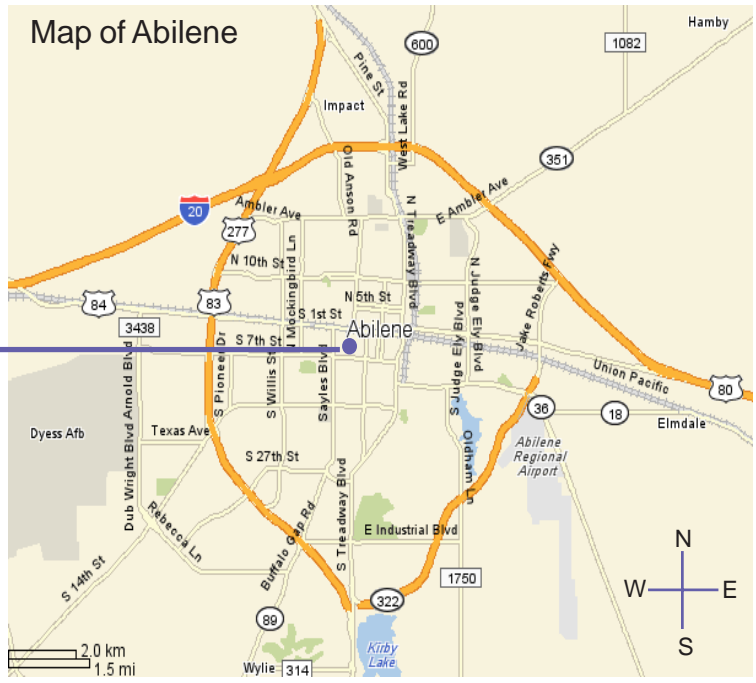 Map of Abilene
Hamby
1082
600
Pine St
Impact
West Lake Rd
351
Old Anson Rd
20
Ambler Ave
E Ambler Ave
277
N Treadway Blvd
N 10th St
N Mockingbird Ln
N Judge Ely Blvd
Jake Roberts Fwy
84
83
N 5th St
S 1st St
3438
Abilene
S 7th St
S Pioneer Dr
S Willis St
Sayles Blvd
S Judge Ely Blvd
Union Pacific
80
36
18
Elmdale
Dub Wright Blvd Arnold Blvd
Dyess Afb
Texas Ave
Abilene
Regional
Airport
S 27th St
Oldham Ln
S Treadway Blvd
Rebecca Ln
Buffalo Gap Rd
E Industrial Blvd
S 14th St
1750
N
W
E
S
322
89
2.0 km
1.5 mi
Wylie
314
Kirby
Lake